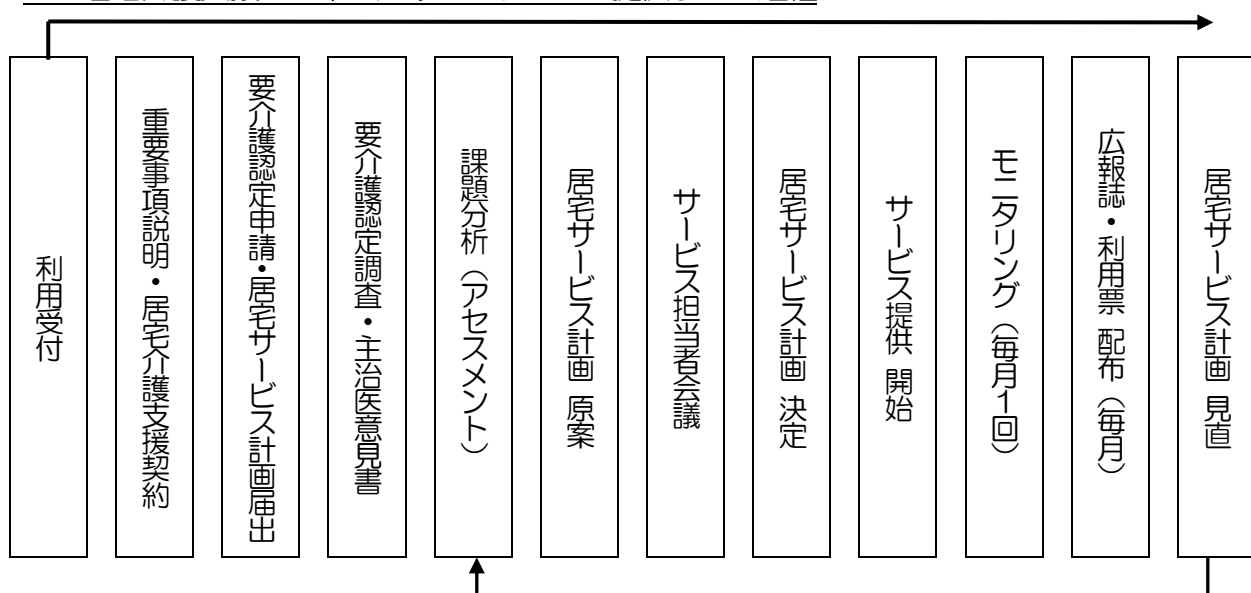 利用受付
重要事項説明・居宅介護支援契約
要介護認定申請・居宅サービス計画届出
要介護認定調査・主治医意見書
課題分析（アセスメント）
居宅サービス計画 原案
サービス担当者会議
居宅サービス計画 決定
サービス提供 開始
モニタリング（毎月1回）
広報誌・利用票 配布（毎月）
居宅サービス計画 見直